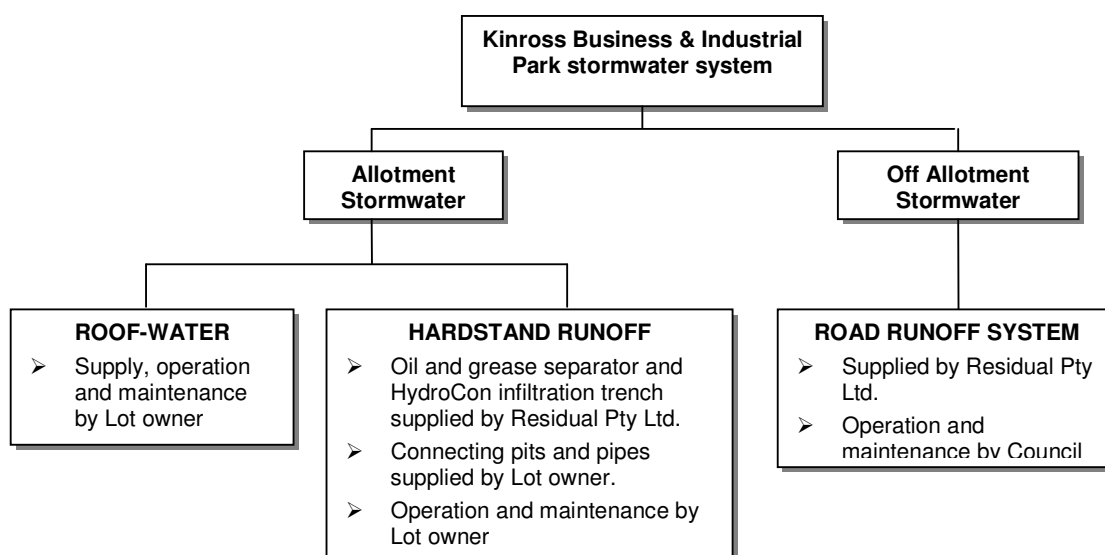 Kinross Business & Industrial
Park stormwater system
Allotment
Stormwater
Off Allotment
Stormwater
ROOF-WATER
➢ Supply, operation
and maintenance
by Lot owner
HARDSTAND RUNOFF
➢ Oil and grease separator and
HydroCon infiltration trench
supplied by Residual Pty Ltd.
➢ Connecting pits and pipes
supplied by Lot owner.
➢ Operation and maintenance by
Lot owner
ROAD RUNOFF SYSTEM
➢ Supplied by Residual Pty
Ltd.
➢ Operation and
maintenance by Council